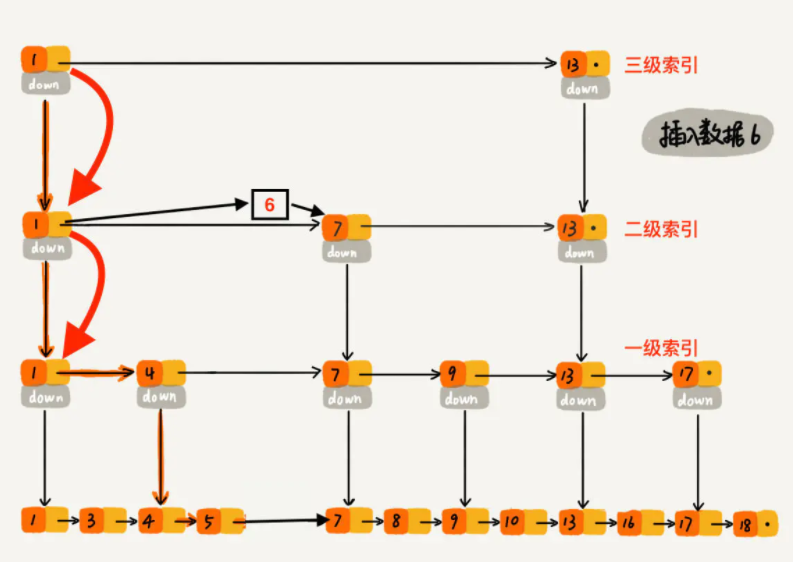 1 13 三级索引
down down
插入数据6
6
1 7 13 二级索引
down down down
一级索引
1 4 7 9 13 17
down down down down down down
1 3 4 5 7 8 9 10 13 16 17 18